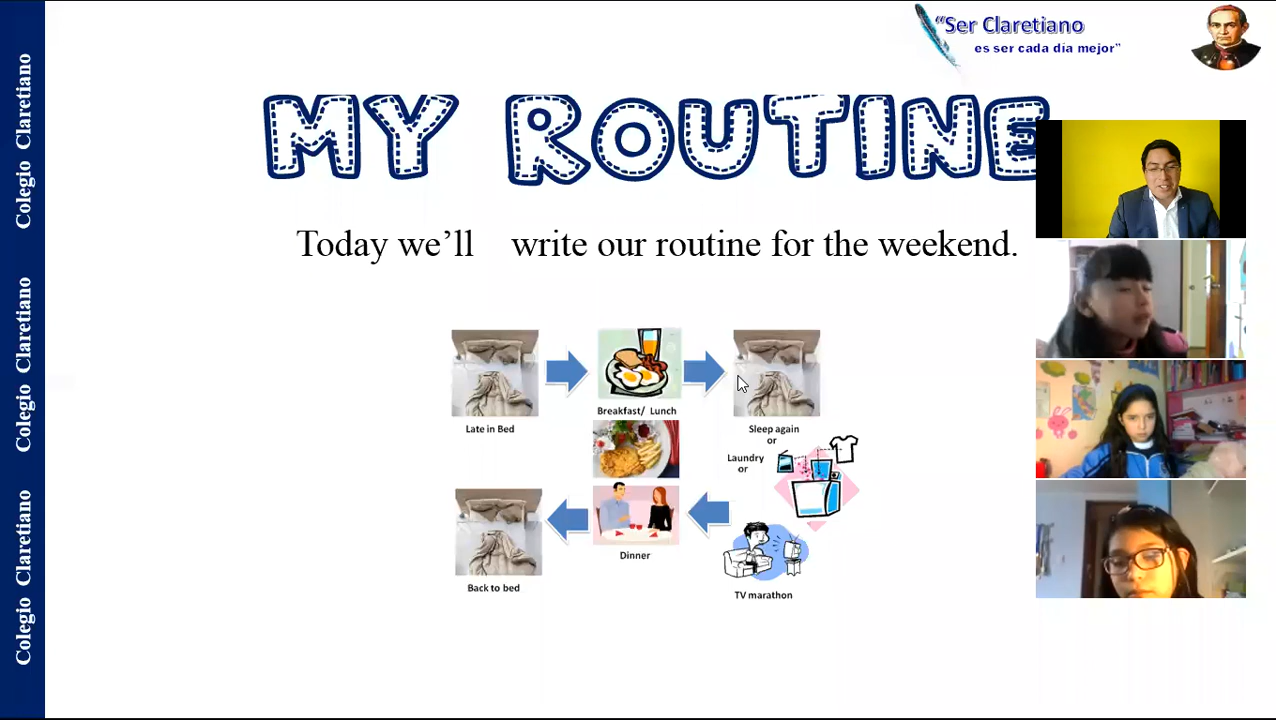 "Ser Claretiano
es ser cada día mejor"
MY ROUTINE
Today we'll write our routine for the weekend.
Late in Bed
Breakfast/ Lunch
Sleep again
or
Laundry
or
TV marathon
Dinner
Back to bed
Colegio Claretiano
Colegio Claretiano
Colegio Claretiano